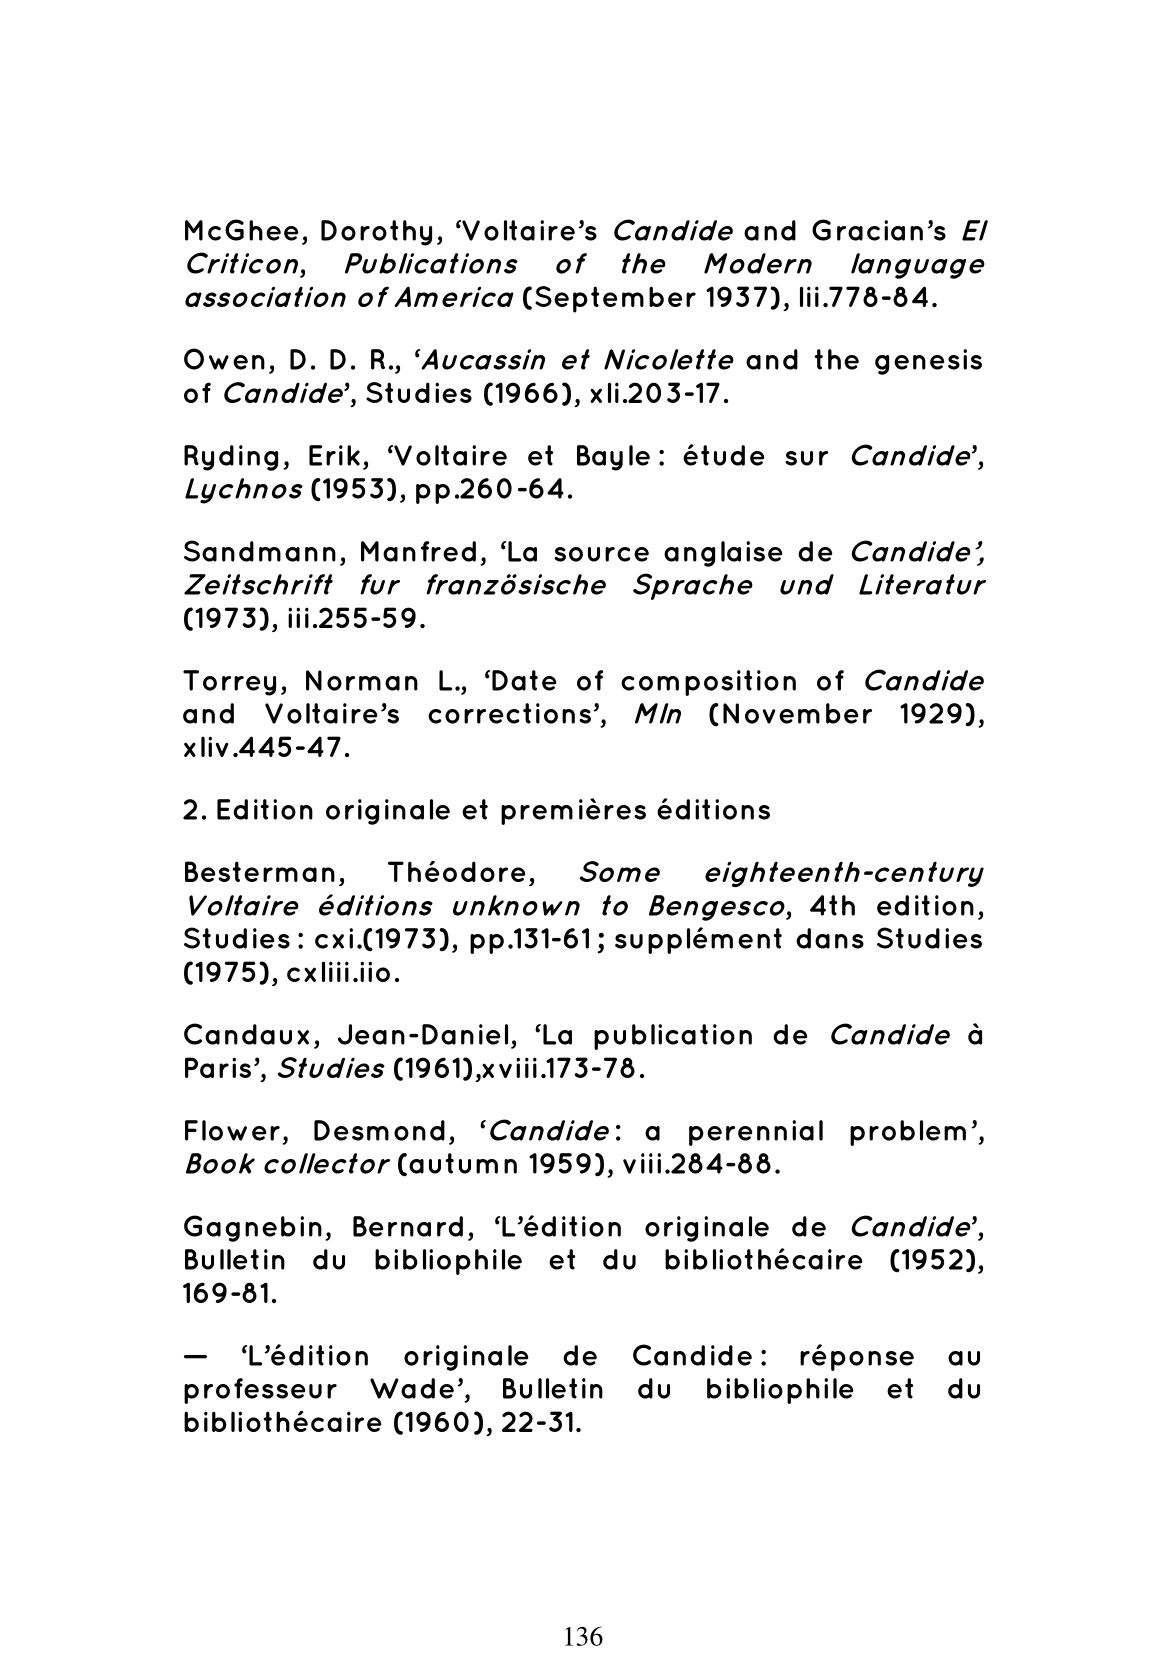 McGhee, Dorothy, ‘Voltaire’s Candide and Gracian’s El
Criticon, Publications of the Modern language
association of America (September 1937), lii.778-84.
Owen, D. D. R., ‘Aucassin et Nicolette and the genesis
of Candide’, Studies (1966), xli.203-17.
Ryding, Erik, ‘Voltaire et Bayle : étude sur Candide’,
Lychnos (1953), pp.260-64.
Sandmann, Manfred, ‘La source anglaise de Candide’,
Zeitschrift fur französische Sprache und Literatur
(1973), iii.255-59.
Torrey, Norman L., ‘Date of composition of Candide
and Voltaire’s corrections’, Mln (November 1929),
xliv.445-47.
2. Edition originale et premières éditions
Besterman, Théodore, Some eighteenth-century
Voltaire éditions unknown to Bengesco, 4th edition,
Studies : cxi.(1973), pp.131-61 ; supplément dans Studies
(1975), cxliii.iio.
Candaux, Jean-Daniel, ‘La publication de Candide à
Paris’, Studies (1961),xviii.173-78.
Flower, Desmond, ‘Candide : a perennial problem’,
Book collector (autumn 1959), viii.284-88.
Gagnebin, Bernard, ‘L’édition originale de Candide’,
Bulletin du bibliophile et du bibliothécaire (1952),
169-81.
— ‘L’édition originale de Candide : réponse au
professeur Wade’, Bulletin du bibliophile et du
bibliothécaire (1960), 22-31.
136